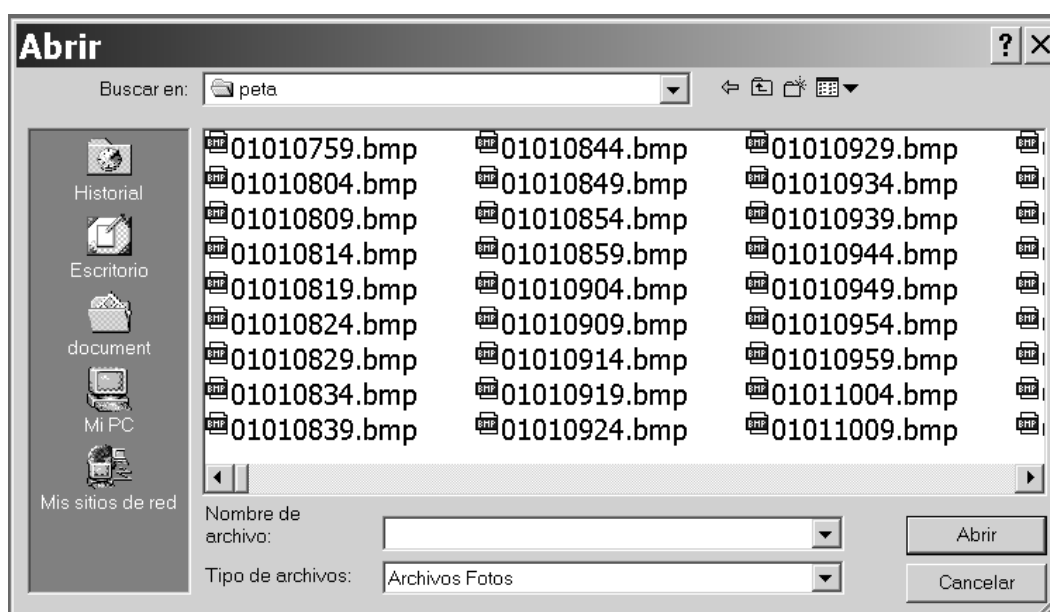 Abrir
Buscar en: peta
Historial
Escritorio
document
Mi PC
Mis sitios de red
01010759.bmp 01010844.bmp 01010929.bmp
01010804.bmp 01010849.bmp 01010934.bmp
01010809.bmp 01010854.bmp 01010939.bmp
01010814.bmp 01010859.bmp 01010944.bmp
01010819.bmp 01010904.bmp 01010949.bmp
01010824.bmp 01010909.bmp 01010954.bmp
01010829.bmp 01010914.bmp 01010959.bmp
01010834.bmp 01010919.bmp 01011004.bmp
01010839.bmp 01010924.bmp 01011009.bmp
Nombre de
archivo:
Abrir
Tipo de archivos: Archivos Fotos
Cancelar